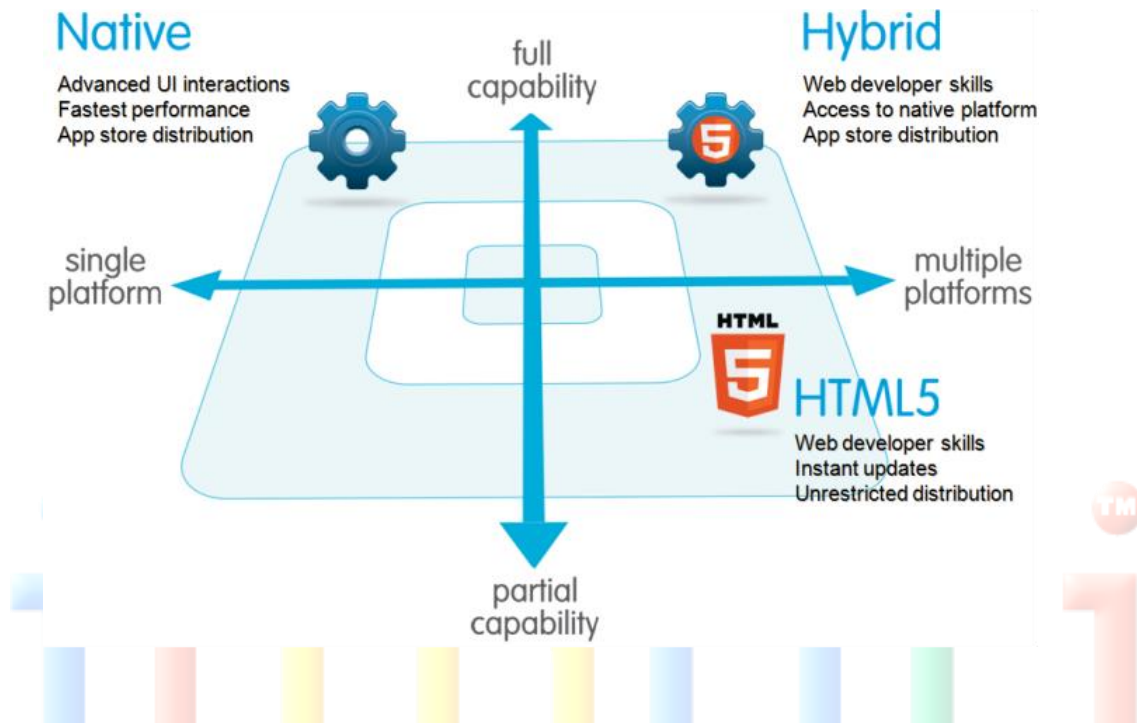 Native
Advanced UI interactions
Fastest performance
App store distribution
full
capability
Hybrid
Web developer skills
Access to native platform
App store distribution
5
single
platform
multiple
platforms
HTML
5
HTML5
Web developer skills
Instant updates
Unrestricted distribution
partial
capability
TM